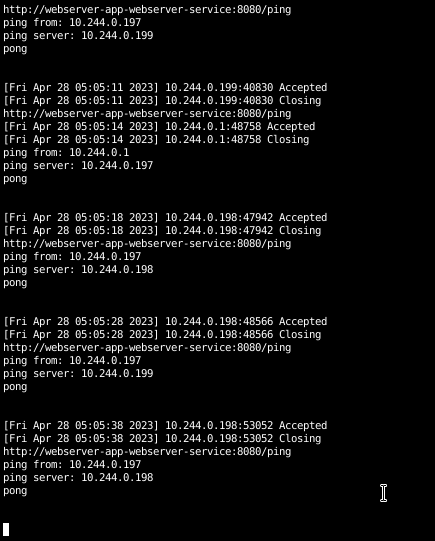 http://webserver-app-webserver-service:8080/ping
ping from: 10.244.0.197
ping server: 10.244.0.199
pong
[Fri Apr 28 05:05:11 2023] 10.244.0.199:40830 Accepted
[Fri Apr 28 05:05:11 2023] 10.244.0.199:40830 Closing
http://webserver-app-webserver-service:8080/ping
[Fri Apr 28 05:05:14 2023] 10.244.0.1:48758 Accepted
[Fri Apr 28 05:05:14 2023] 10.244.0.1:48758 Closing
ping from: 10.244.0.1
ping server: 10.244.0.197
pong
[Fri Apr 28 05:05:18 2023] 10.244.0.198:47942 Accepted
[Fri Apr 28 05:05:18 2023] 10.244.0.198:47942 Closing
http://webserver-app-webserver-service:8080/ping
ping from: 10.244.0.197
ping server: 10.244.0.198
pong
[Fri Apr 28 05:05:28 2023] 10.244.0.198:48566 Accepted
[Fri Apr 28 05:05:28 2023] 10.244.0.198:48566 Closing
http://webserver-app-webserver-service:8080/ping
ping from: 10.244.0.197
ping server: 10.244.0.199
pong
[Fri Apr 28 05:05:38 2023] 10.244.0.198:53052 Accepted
[Fri Apr 28 05:05:38 2023] 10.244.0.198:53052 Closing
http://webserver-app-webserver-service:8080/ping
ping from: 10.244.0.197
ping server: 10.244.0.198
pong